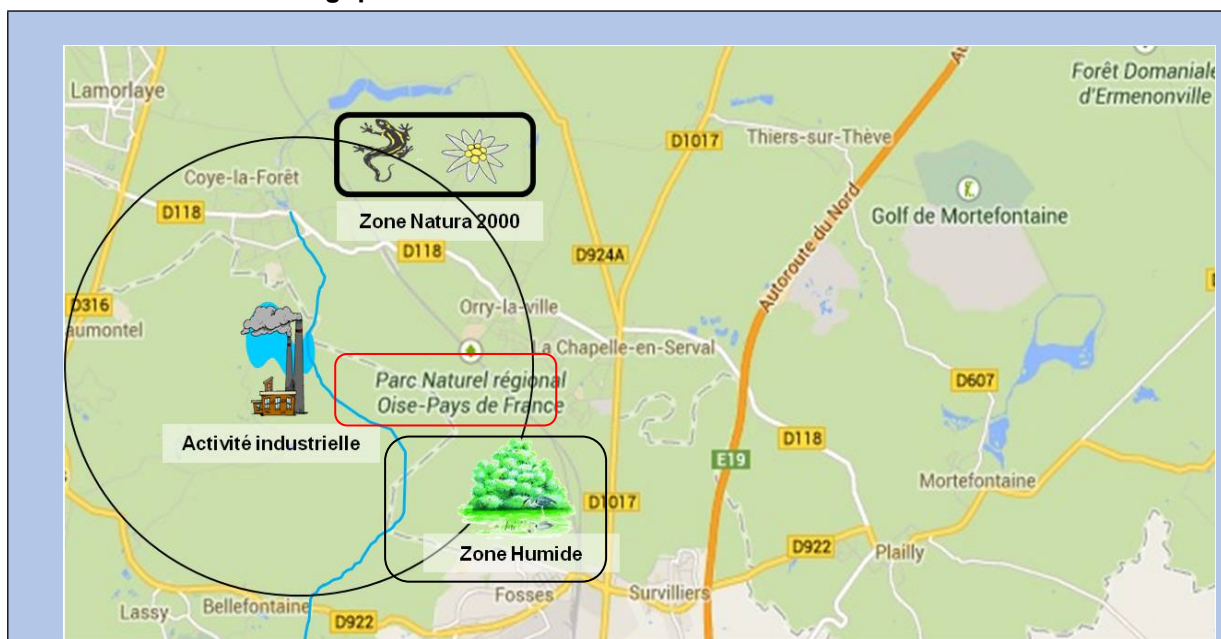 Lamorlaye
Forêt Domaniale
d'Ermenonville
D1017
Thiers-sur-Thève
Coye-la-Forêt
D118
Zone Natura 2000
Golf de Mortefontaine
D118
D924A
Autoroute du Nord
D316
aumontel
Orry-la-ville
La Chapelle-en-Serval
Parc Naturel régional
Oise-Pays de France
D607
Activité industrielle
D118
E19
Mortefontaine
D1017
Zone Humide
D922
Plailly
Fosses
Survilliers
Lassy
Bellefontaine
D922